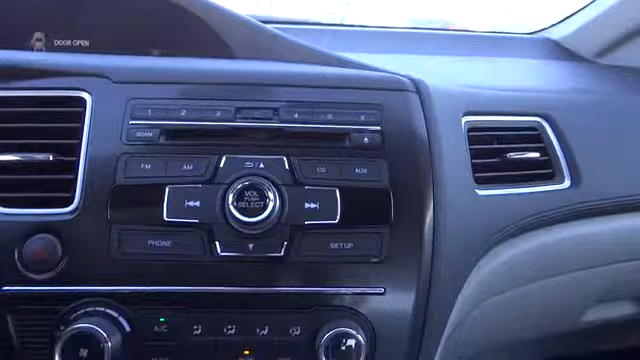 DOOR OPEN
1 2 3 4 5 6
SCAN
FM AM CD AUX
VOL
PUSH
SELECT
PHONE SETUP
A/C